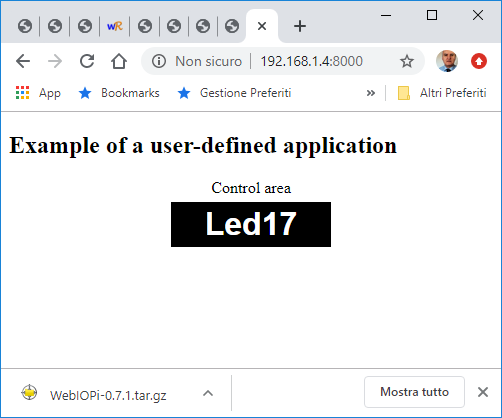 wR
Non sicuro | 192.168.1.4:8000
App Bookmarks Gestione Preferiti » Altri Preferiti
Example of a user-defined application
Control area
Led17
WebIOPi-0.7.1.tar.gz Mostra tutto